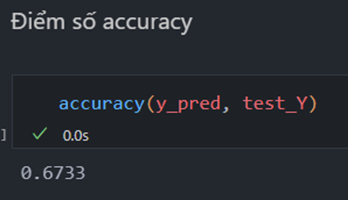 Điểm số accuracy
accuracy(y_pred, test_Y)
] ✓ 0.0s
0.6733